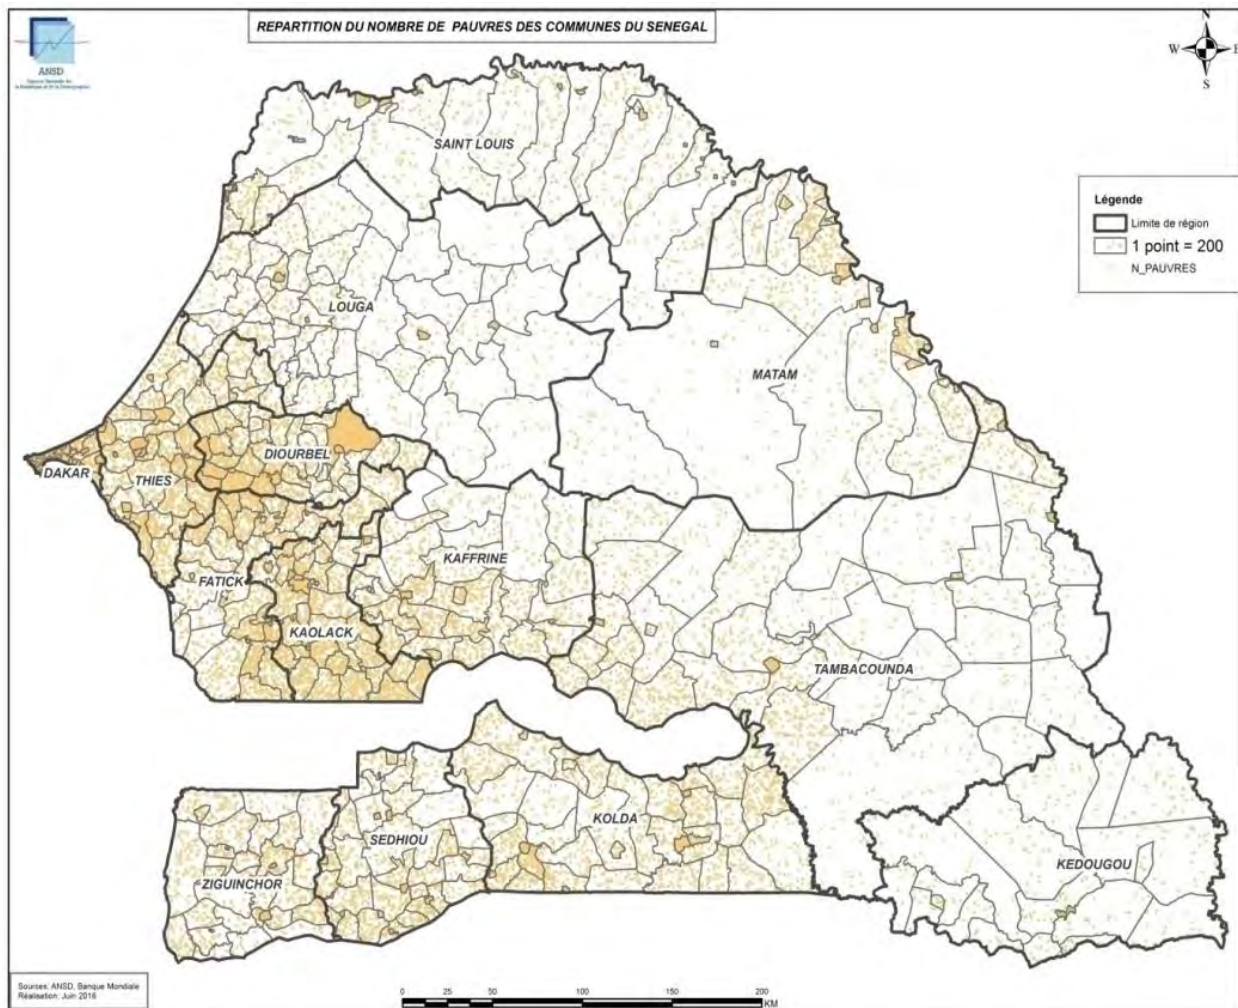 REPARTITION DU NOMBRE DE PAUVRES DES COMMUNES DU SENEGAL
ANSD
N
W
E
S
SAINT LOUIS
Légende
Limite de région
1 point = 200
N_PAUVRES
LOUGA
MATAM
DIOURBEL
DAKAR
THIES
KAFFRINE
FATICK
KAOLACK
TAMBACOUNDA
KOLDA
SEDHIOU
KEDOUGOU
ZIGUINCHOR
Sources: ANSD, Banque Mondiale
Réalisation: Juin 2016
0 25 50 100 150 200
KM